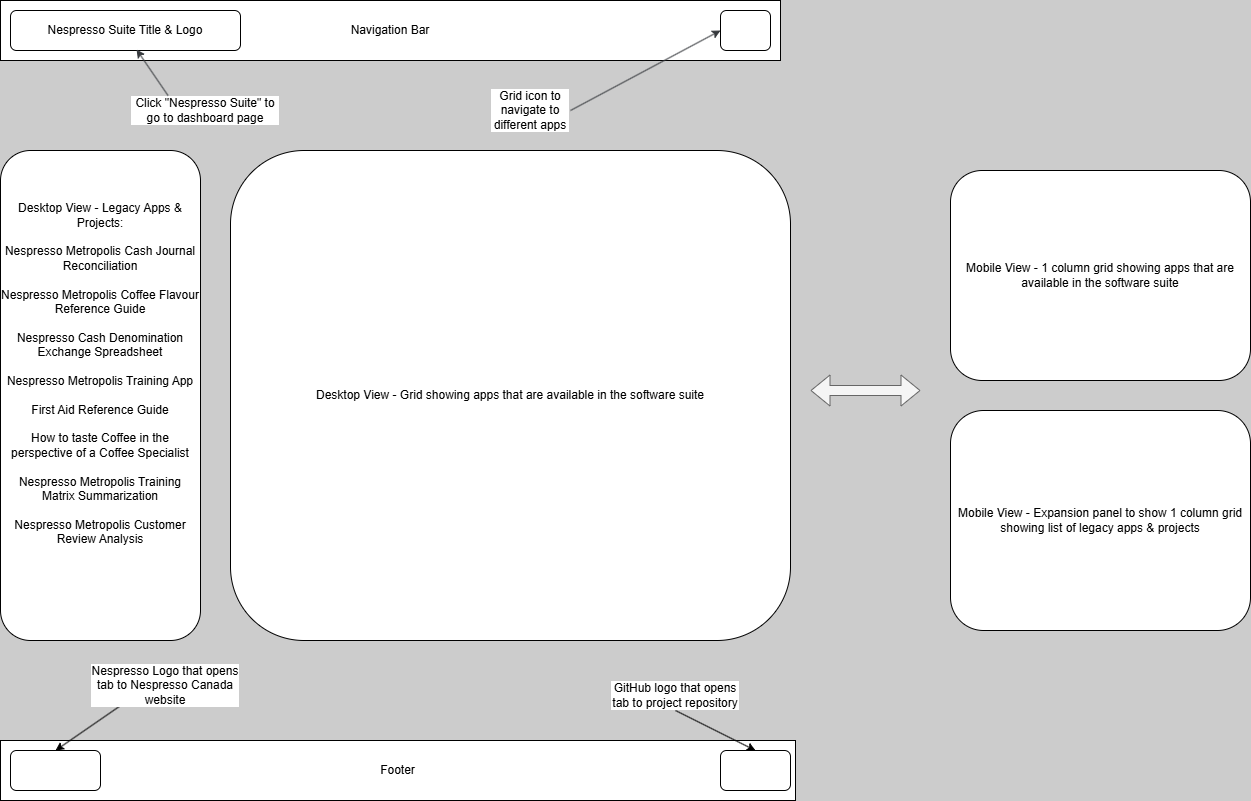 Nespresso Suite Title & Logo
Navigation Bar
Click "Nespresso Suite" to
go to dashboard page
Grid icon to
navigate to
different apps
Desktop View - Legacy Apps &
Projects:
Nespresso Metropolis Cash Journal
Reconciliation
Nespresso Metropolis Coffee Flavour
Reference Guide
Nespresso Cash Denomination
Exchange Spreadsheet
Nespresso Metropolis Training App
First Aid Reference Guide
How to taste Coffee in the
perspective of a Coffee Specialist
Nespresso Metropolis Training
Matrix Summarization
Nespresso Metropolis Customer
Review Analysis
Desktop View - Grid showing apps that are available in the software suite
Mobile View - 1 column grid showing apps that are
available in the software suite
Mobile View - Expansion panel to show 1 column grid
showing list of legacy apps & projects
Nespresso Logo that opens
tab to Nespresso Canada
website
GitHub logo that opens
tab to project repository
Footer